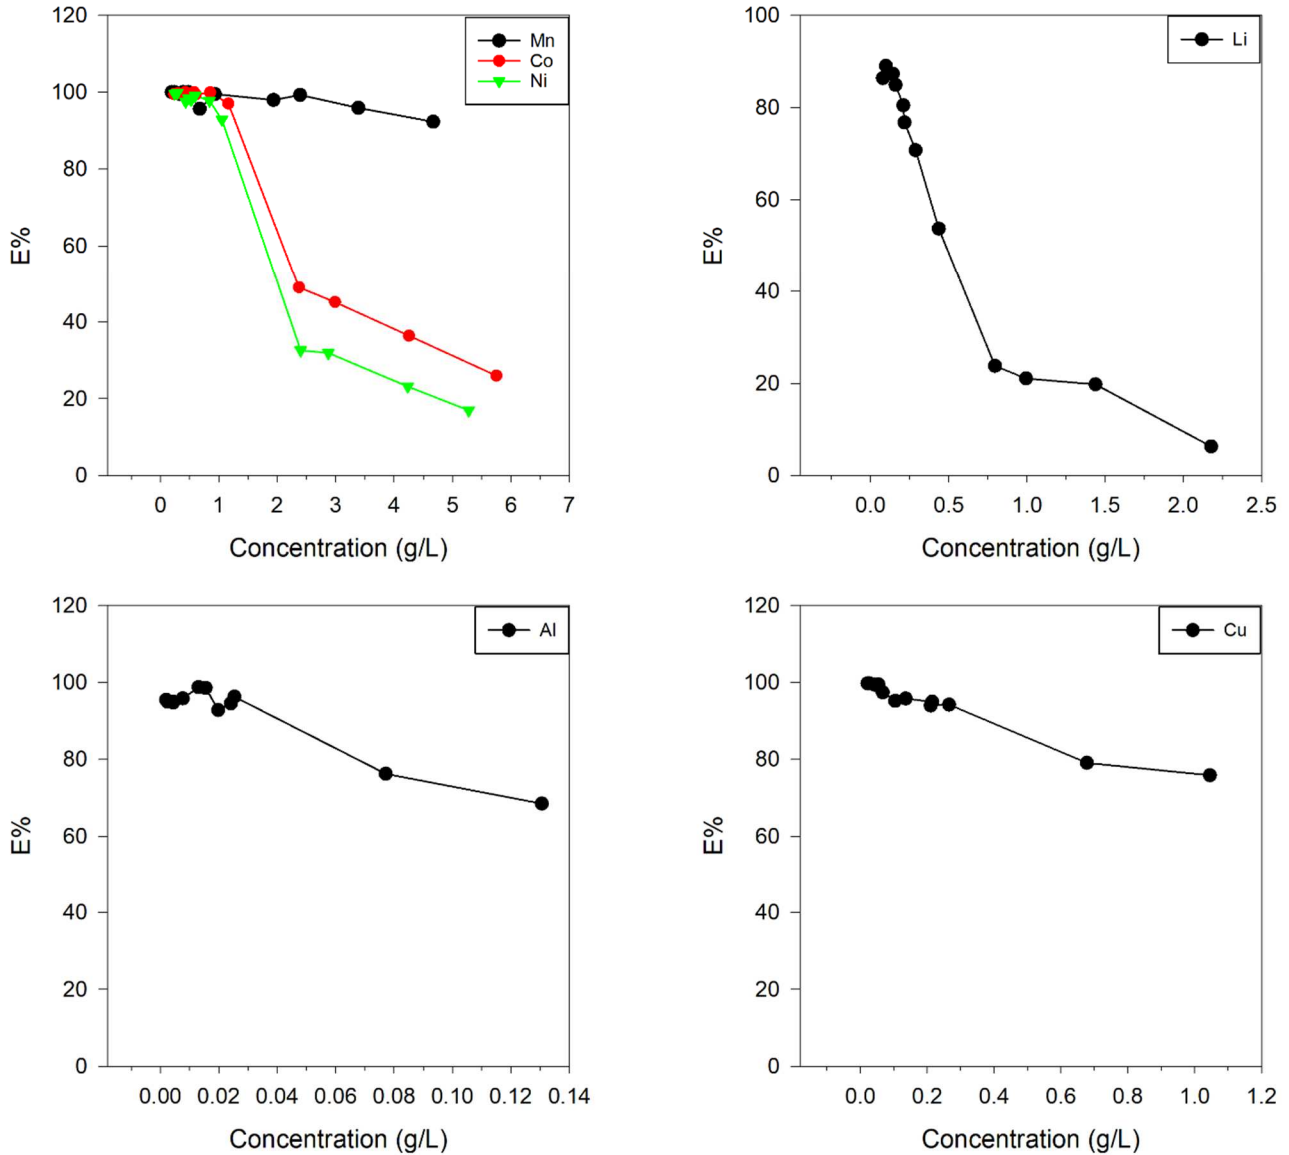 120
100
80
60
40
20
0
E%
Mn
Co
Ni
0 1 2 3 4 5 6 7
Concentration (g/L)
100
80
60
40
20
0
E%
Li
0.0 0.5 1.0 1.5 2.0 2.5
Concentration (g/L)
120
100
80
60
40
20
0
E%
Al
0.00 0.02 0.04 0.06 0.08 0.10 0.12 0.14
Concentration (g/L)
120
100
80
60
40
20
0
E%
Cu
0.0 0.2 0.4 0.6 0.8 1.0 1.2
Concentration (g/L)